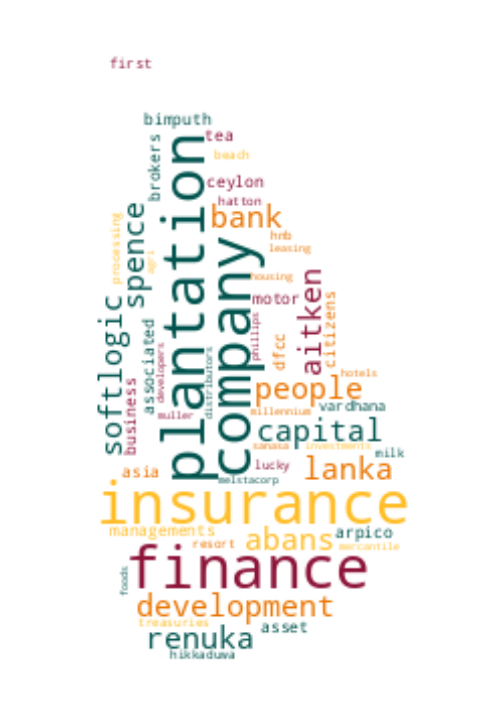 first
bimputh
tea
brokers
beach
plantation
ceylon
hatton
spence
bank
processing
hnb
leasing
agri
company
housing
aitken
motor
citizens
softlogic
associated
phillips
dfcc
developers
distributors
hotels
business
people
vardhana
muller
millennium
capital
sanasa
investments
milk
asia
lucky
lanka
melstacorp
insurance
managements
abans
arpico
resort
mercantile
foods
finance
development
treasuries
asset
renuka
hikkaduwa